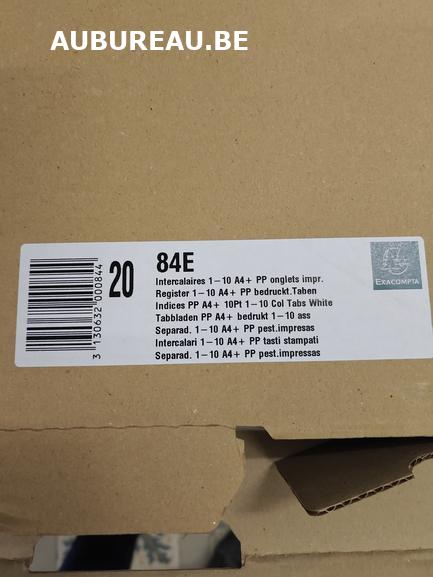 AUBUREAU.BE
84E
20
Intercalaires 1-10 A4+ PP onglets impr.
Register 1-10 A4+ PP bedruckt.Taben
Indices PP A4+ 10Pt 1-10 Col Tabs White
Tabbladen PP A4+ bedrukt 1-10 ass
Separad. 1-10 A4+ PP pest.impresas
Intercalari 1-10 A4+ PP tasti stampati
Separad. 1-10 A4+ PP pest.impressas
EXACOMPTA
3 130632 000844